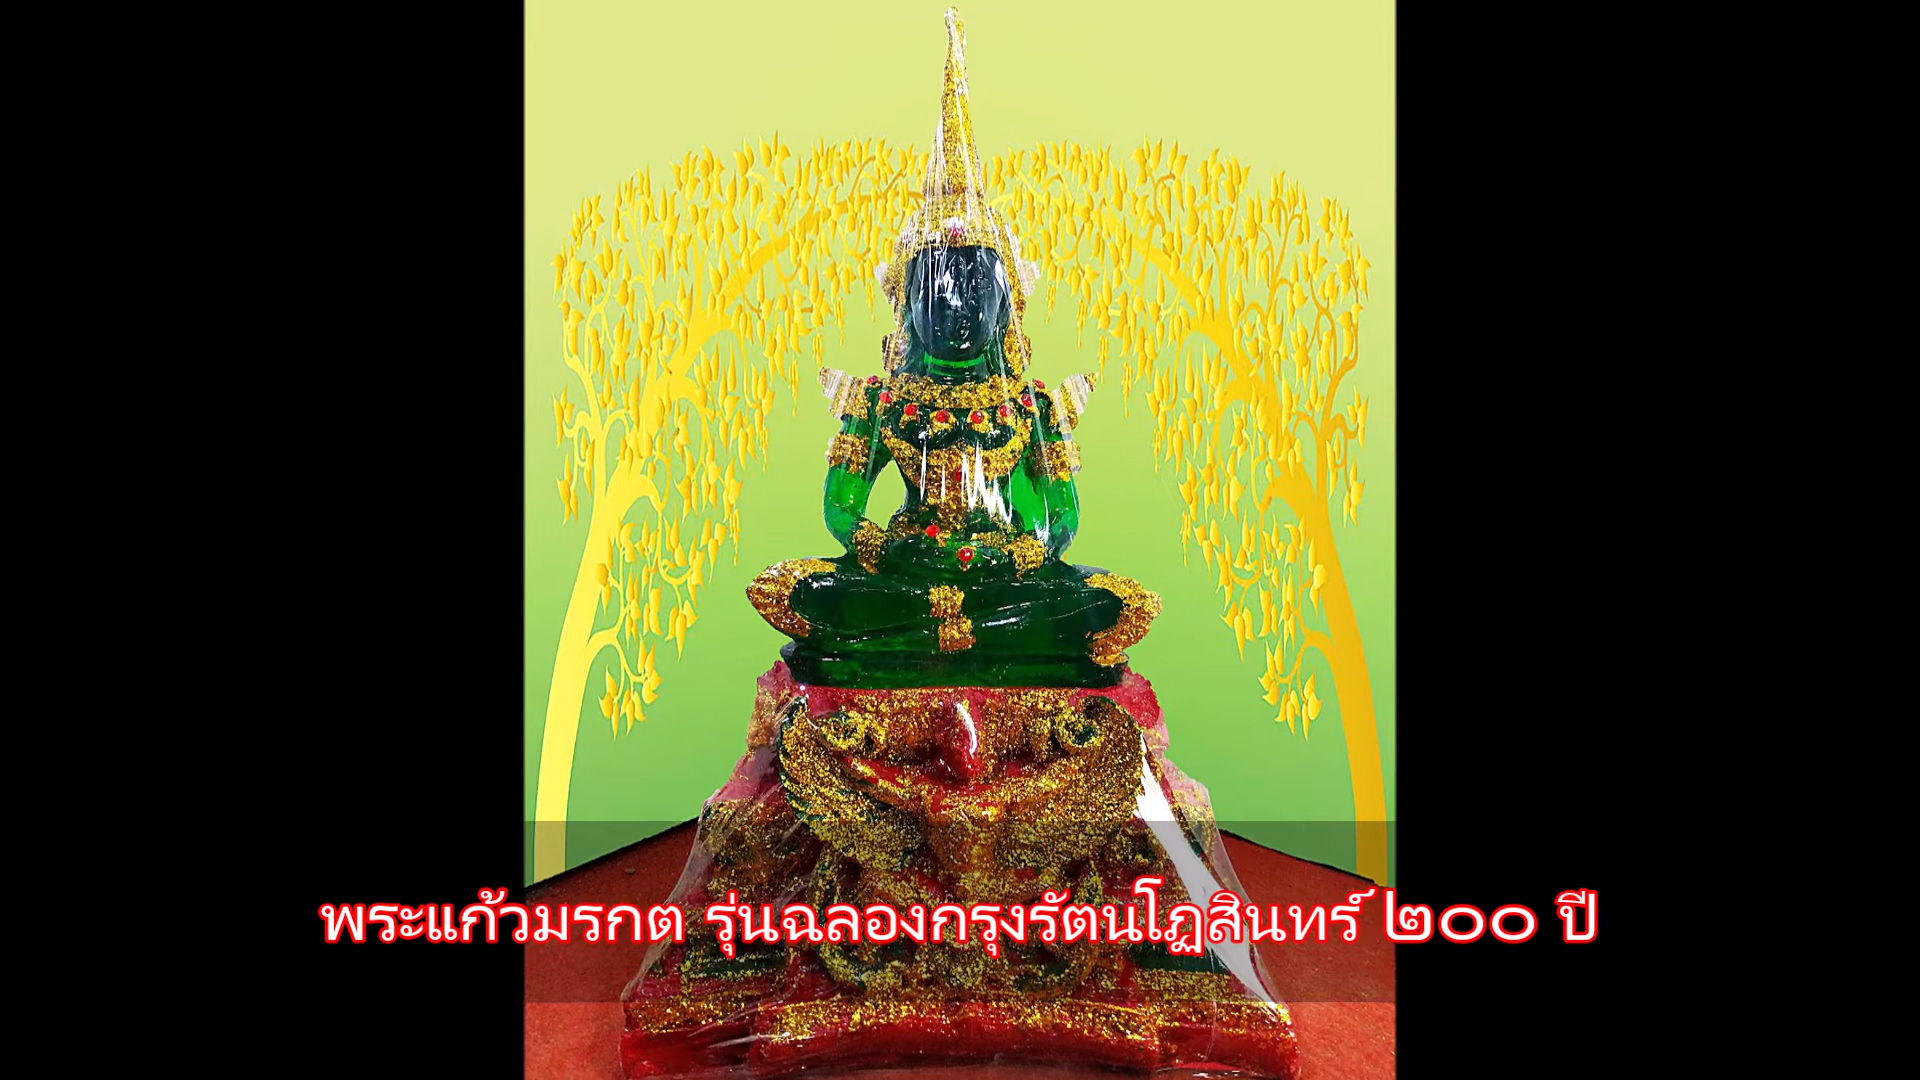 พระแก้วมรกต รุ่นฉลองกรุงรัตนโฏสินทร์ ๒๐๐ ปี